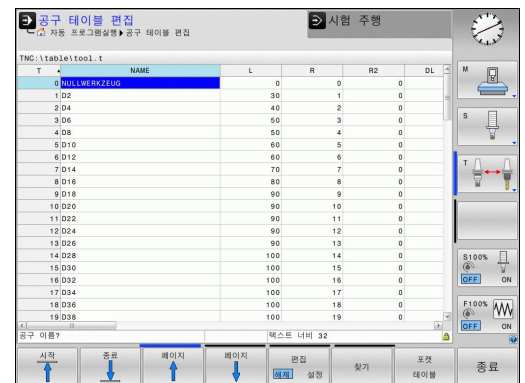 공구 테이블 편집
자동 프로그램실행▶공구 테이블 편집
시험 주행
TNC:\table\tool.t
T NAME L R R2 DL
0 NULLWERKZEUG 0 0 0
1 D2 30 1 0
2 D4 40 2 0
3 D6 50 3 0
4 D8 50 4 0
5 D10 60 5 0
6 D12 60 6 0
7 D14 70 7 0
8 D16 80 8 0
9 D18 90 9 0
10 D20 90 10 0
11 D22 90 11 0
12 D24 90 12 0
13 D26 90 13 0
14 D28 100 14 0
15 D30 100 15 0
16 D32 100 16 0
17 D34 100 17 0
18 D36 100 18 0
19 D38 100 19 0
공구 이름?
텍스트 너비 32
M
S
T
S100%
OFF ON
F100%
OFF ON
시작
종료
페이지
페이지
편집
해제 설정
찾기
포켓
테이블
종료